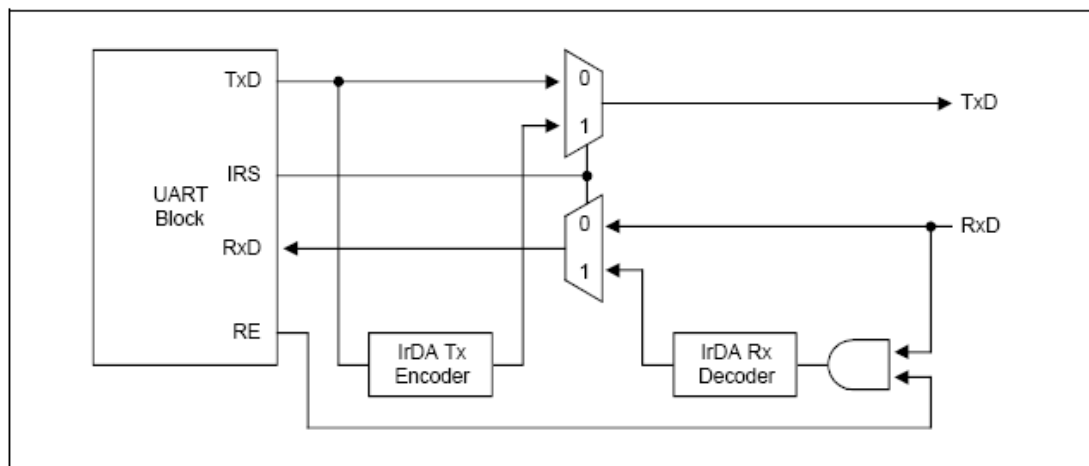 TxD
0
TxD
1
IRS
UART
Block
0
RxD
RxD
1
RE
IrDA Tx
Encoder
IrDA Rx
Decoder